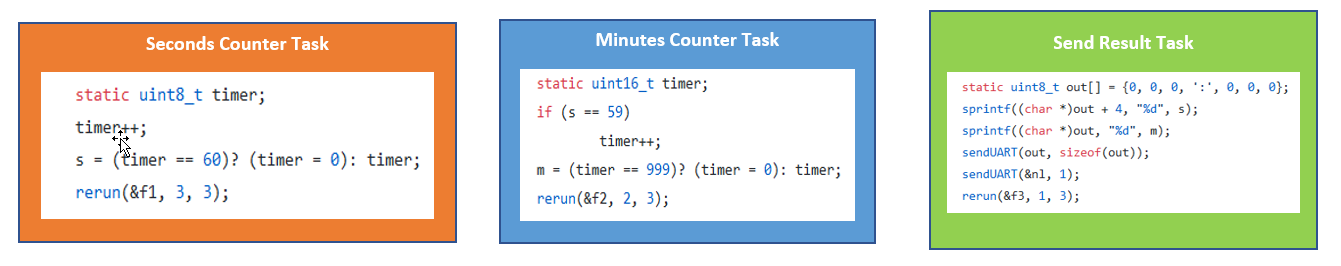 Seconds Counter Task
static uint8_t timer;
timer++;
s = (timer == 60)? (timer = 0): timer;
rerun(&f1, 3, 3);
Minutes Counter Task
static uint16_t timer;
if (s == 59)
timer++;
m = (timer == 999)? (timer = 0): timer;
rerun(&f2, 2, 3);
Send Result Task
static uint8_t out[] = {0, 0, 0, ':', 0, 0, 0};
sprintf((char *)out + 4, "%d", s);
sprintf((char *)out, "%d", m);
sendUART(out, sizeof(out));
sendUART(&nl, 1);
rerun(&f3, 1, 3);